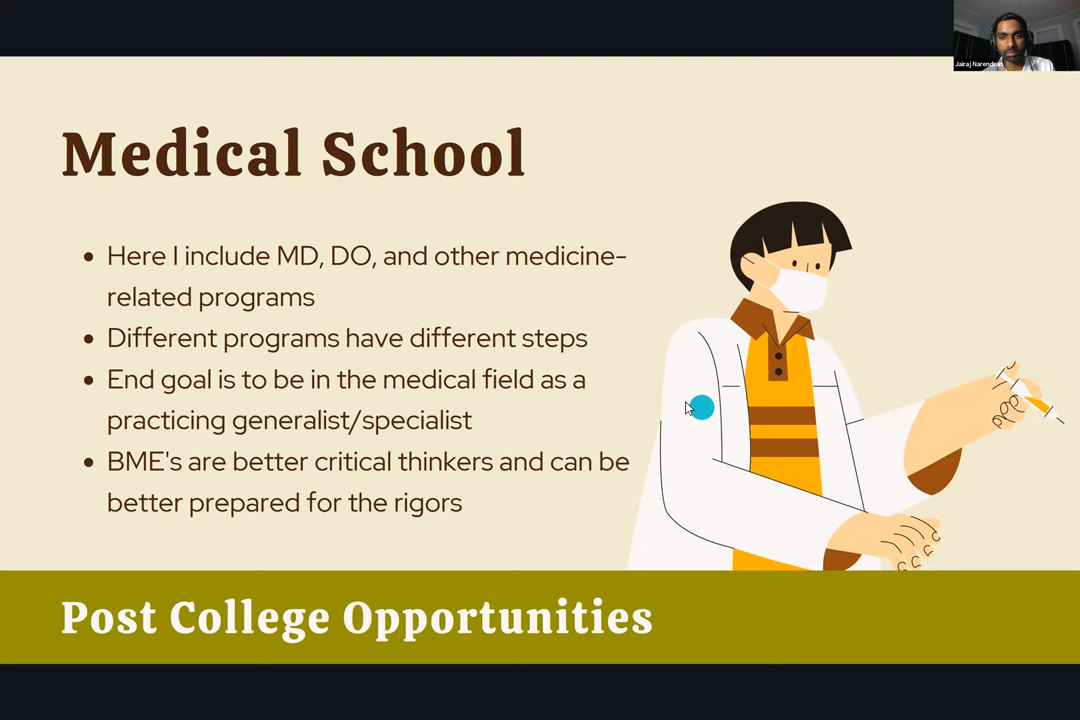 Jairaj Narendran
Medical School
Here I include MD, DO, and other medicine-
related programs
Different programs have different steps
End goal is to be in the medical field as a
practicing generalist/specialist
BME's are better critical thinkers and can be
better prepared for the rigors
Post College Opportunities